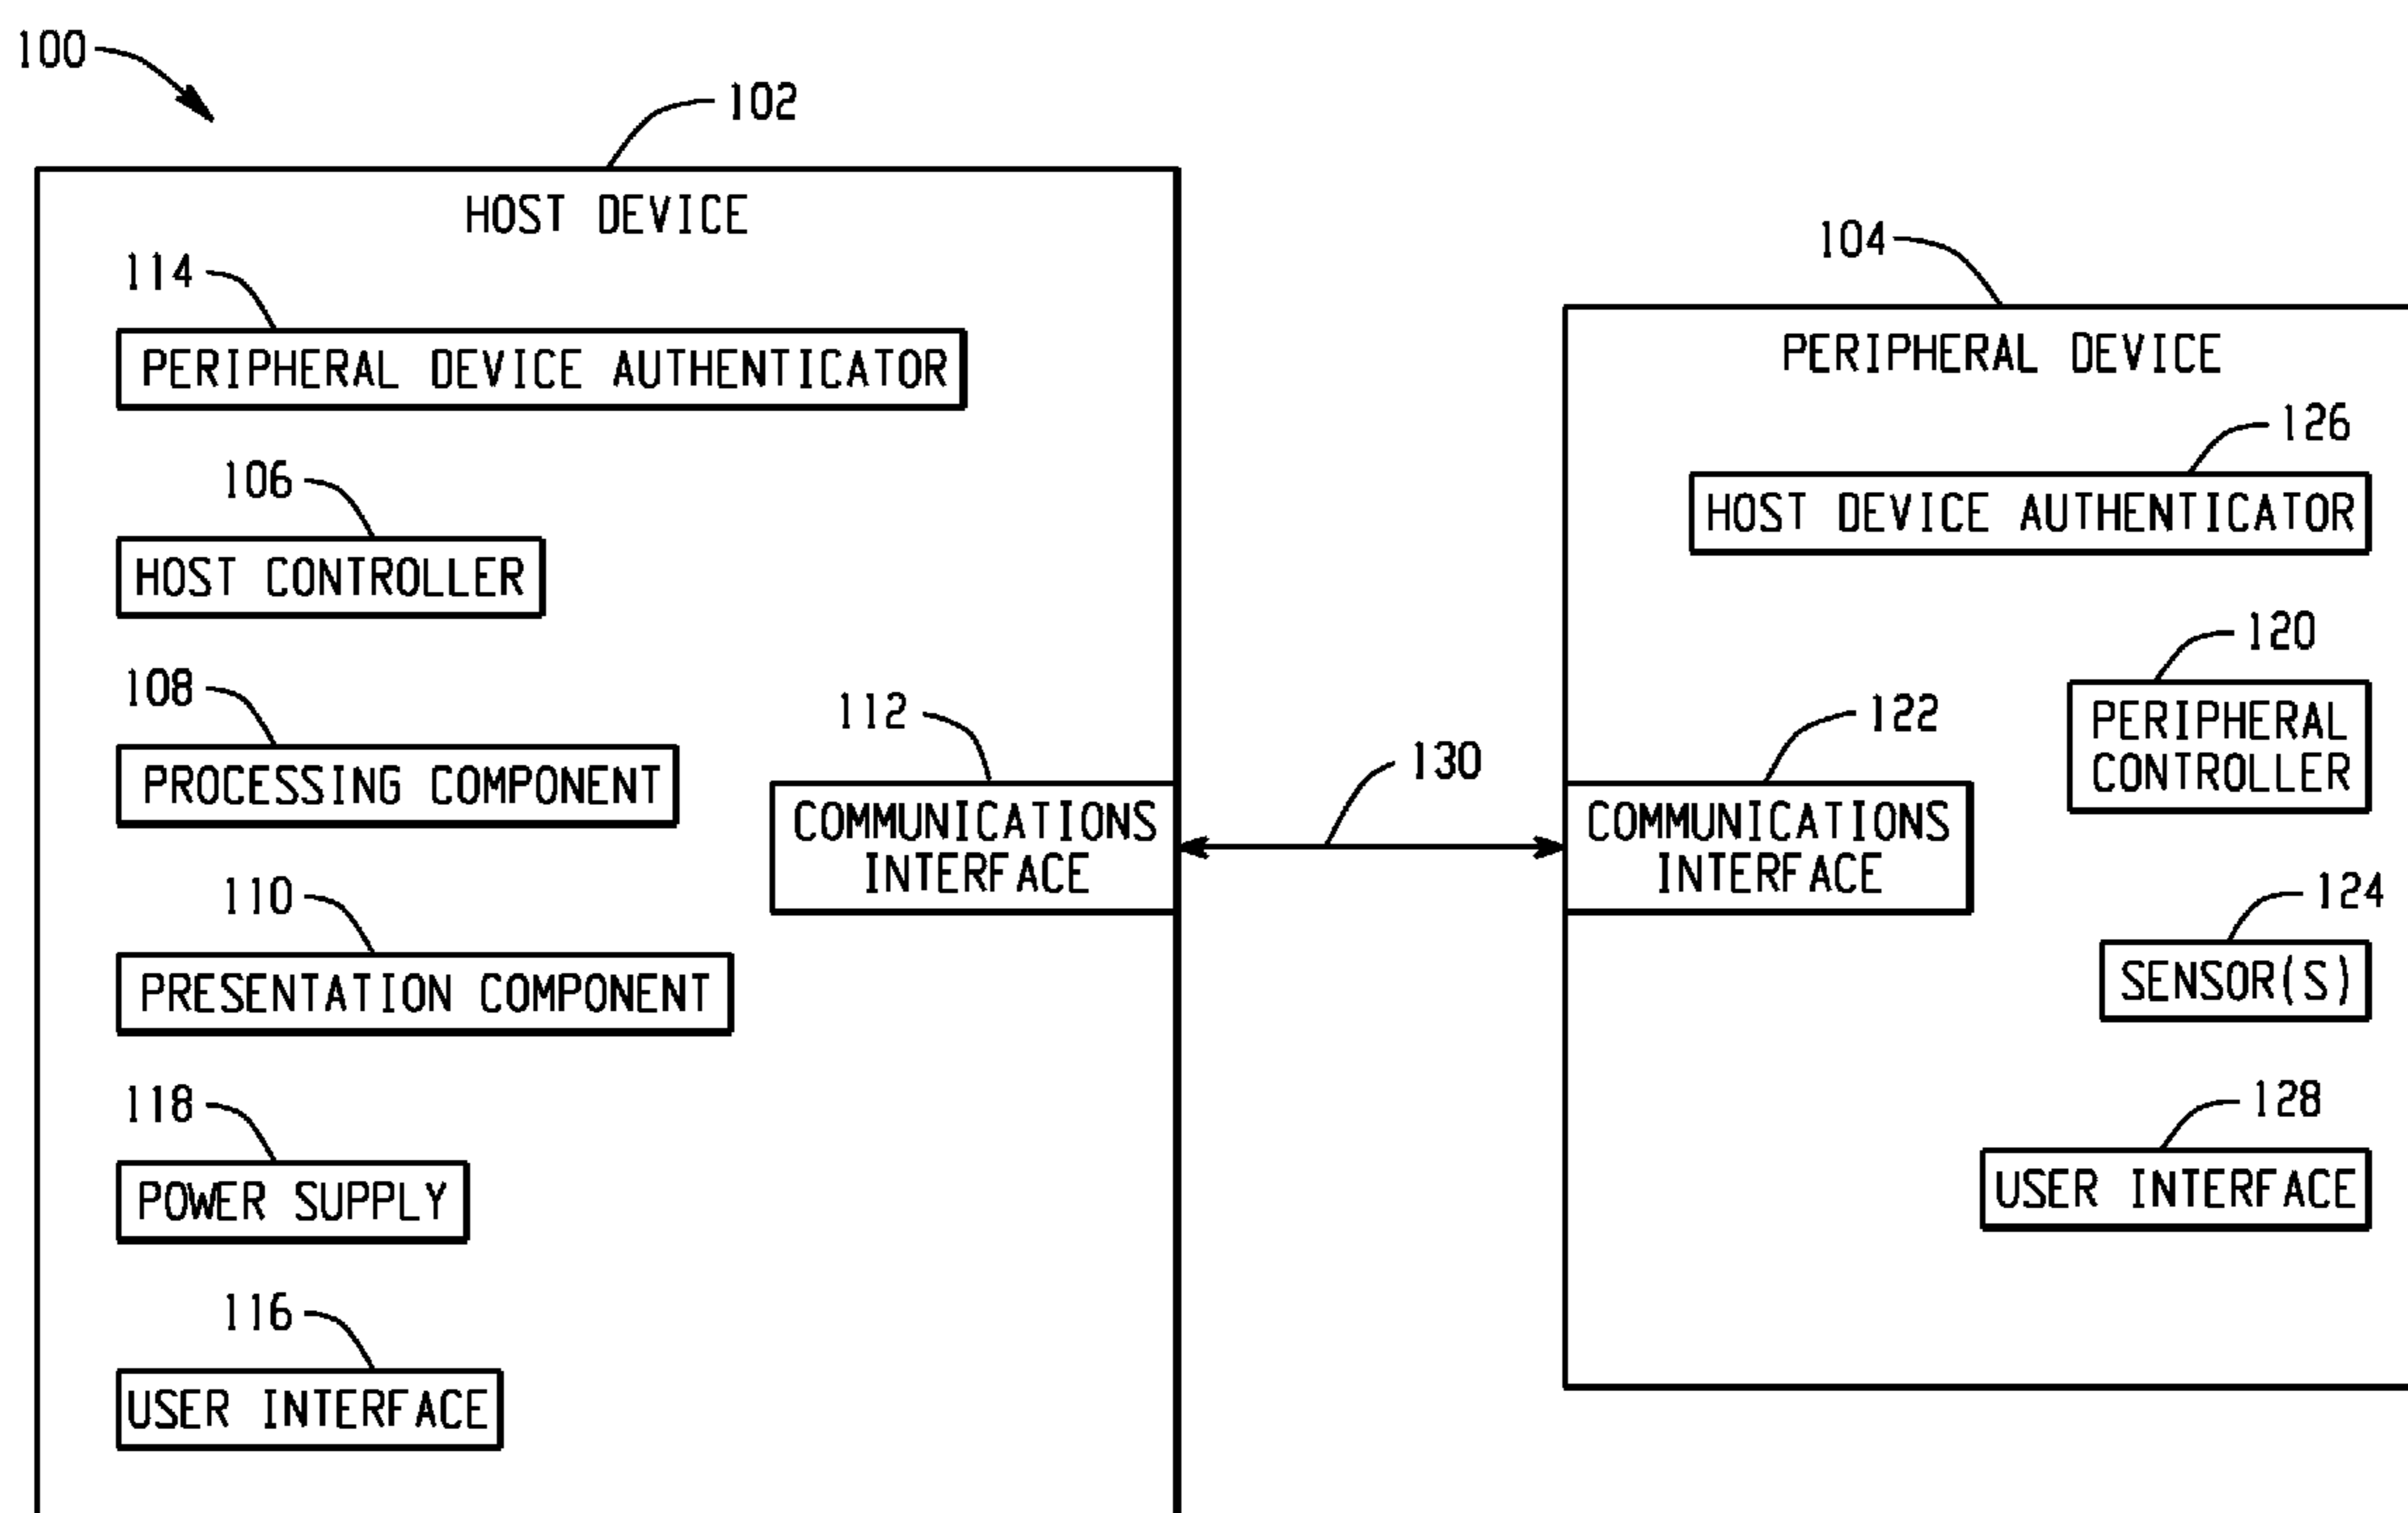 100
102
HOST DEVICE
114
PERIPHERAL DEVICE AUTHENTICATOR
106
HOST CONTROLLER
108
PROCESSING COMPONENT
112
COMMUNICATIONS
INTERFACE
110
PRESENTATION COMPONENT
118
POWER SUPPLY
116
USER INTERFACE
130
104
PERIPHERAL DEVICE
126
HOST DEVICE AUTHENTICATOR
120
PERIPHERAL
CONTROLLER
122
COMMUNICATIONS
INTERFACE
124
SENSOR(S)
128
USER INTERFACE